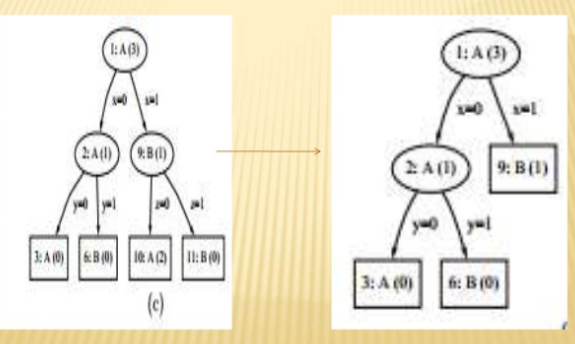 1: A (3)
x=0 x=1
2: A (1) 9: B (1)
y=0 y=1 z=0 z=1
3: A (0) 6: B (0) 10: A (2) 11: B (0)
(c)
1: A (3)
x=0 x=1
2: A (1) 9: B (1)
y=0 y=1
3: A (0) 6: B (0)